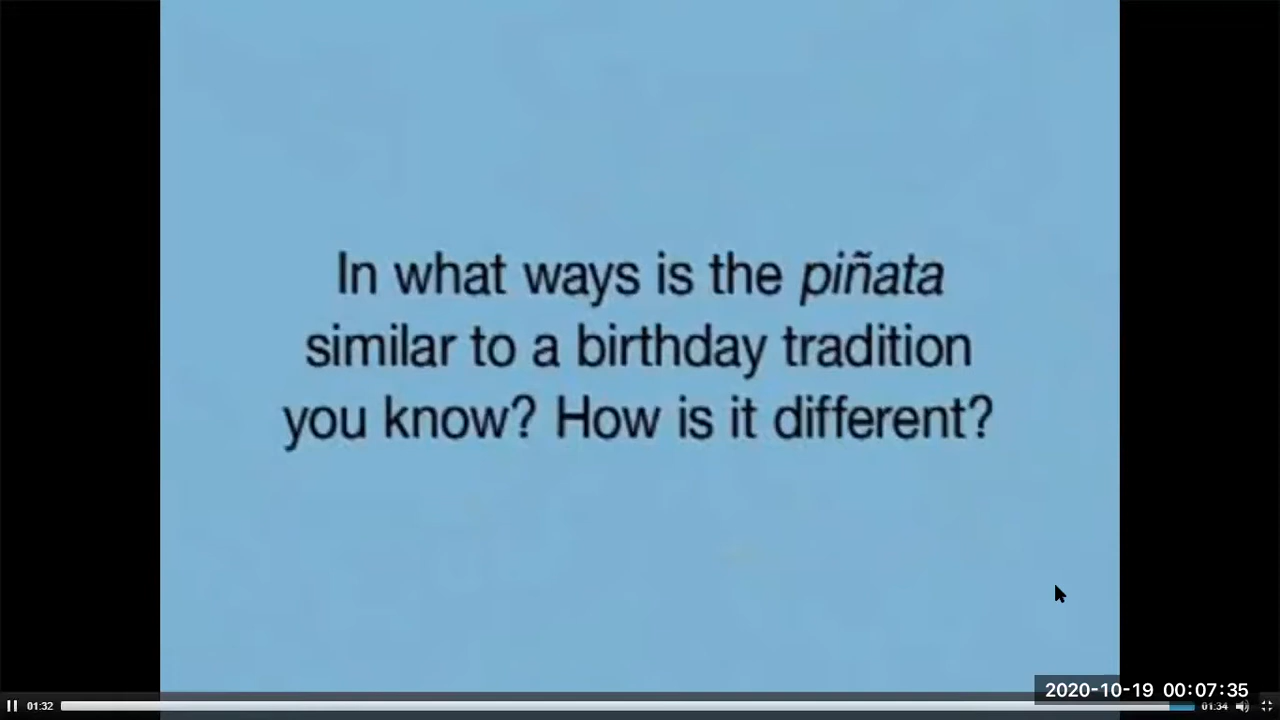 In what ways is the piñata
similar to a birthday tradition
you know? How is it different?
2020-10-19 00:07:35
01:32
01:34